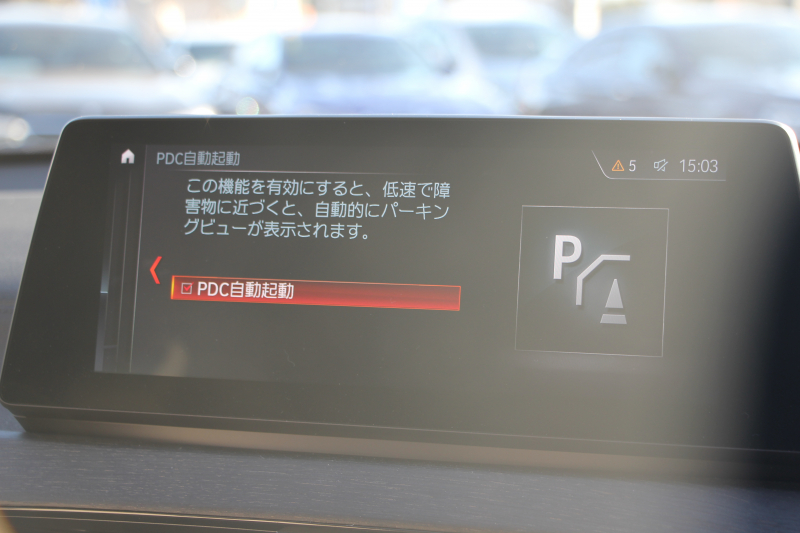 PDC自動起動
5 15:03
この機能を有効にすると、低速で障
害物に近づくと、自動的にパーキン
グビューが表示されます。
PDC自動起動
P